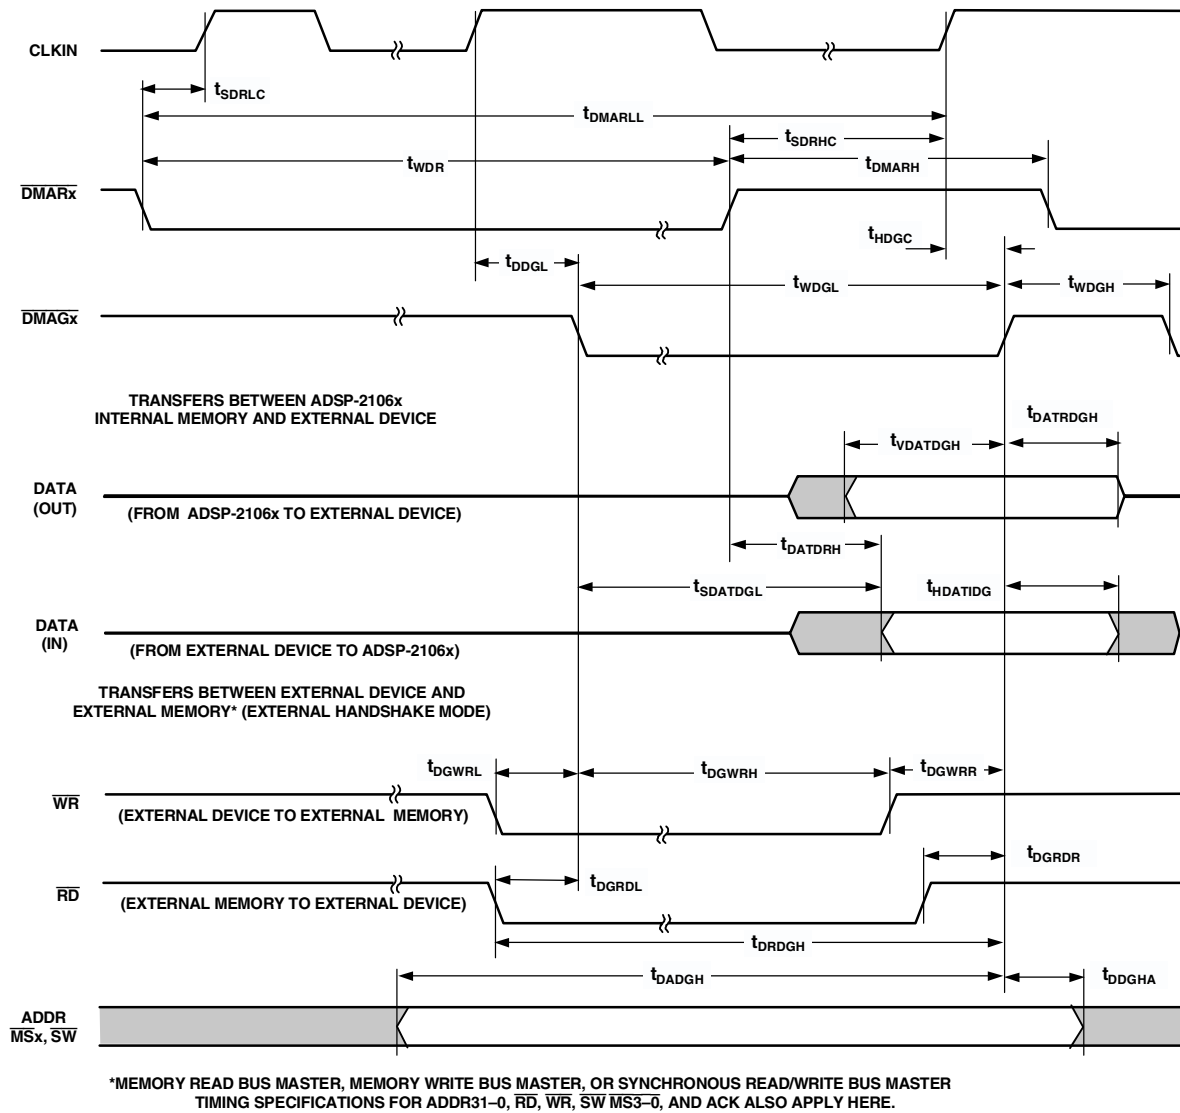 CLKIN
tSDRLC
tDMARLL
tSDRHC
tWDR
tDMARH
DMARx
tHDGC
tDDGL
tWDGL
tWDGH
DMAGx
TRANSFERS BETWEEN ADSP-2106x
INTERNAL MEMORY AND EXTERNAL DEVICE
tDATRDGH
tVDATDGH
DATA
(OUT)
(FROM ADSP-2106x TO EXTERNAL DEVICE)
tDATDRH
tSDATDGL
tHDATIDG
DATA
(IN)
(FROM EXTERNAL DEVICE TO ADSP-2106x)
TRANSFERS BETWEEN EXTERNAL DEVICE AND
EXTERNAL MEMORY* (EXTERNAL HANDSHAKE MODE)
tDGWRL
tDGWRH
tDGWRR
WR
(EXTERNAL DEVICE TO EXTERNAL MEMORY)
tDGRDR
tDGRDL
RD
(EXTERNAL MEMORY TO EXTERNAL DEVICE)
tDRDGH
tDADGH
tDDGHA
ADDR
MSx, SW
*MEMORY READ BUS MASTER, MEMORY WRITE BUS MASTER, OR SYNCHRONOUS READ/WRITE BUS MASTER
TIMING SPECIFICATIONS FOR ADDR31–0, RD, WR, SW MS3–0, AND ACK ALSO APPLY HERE.